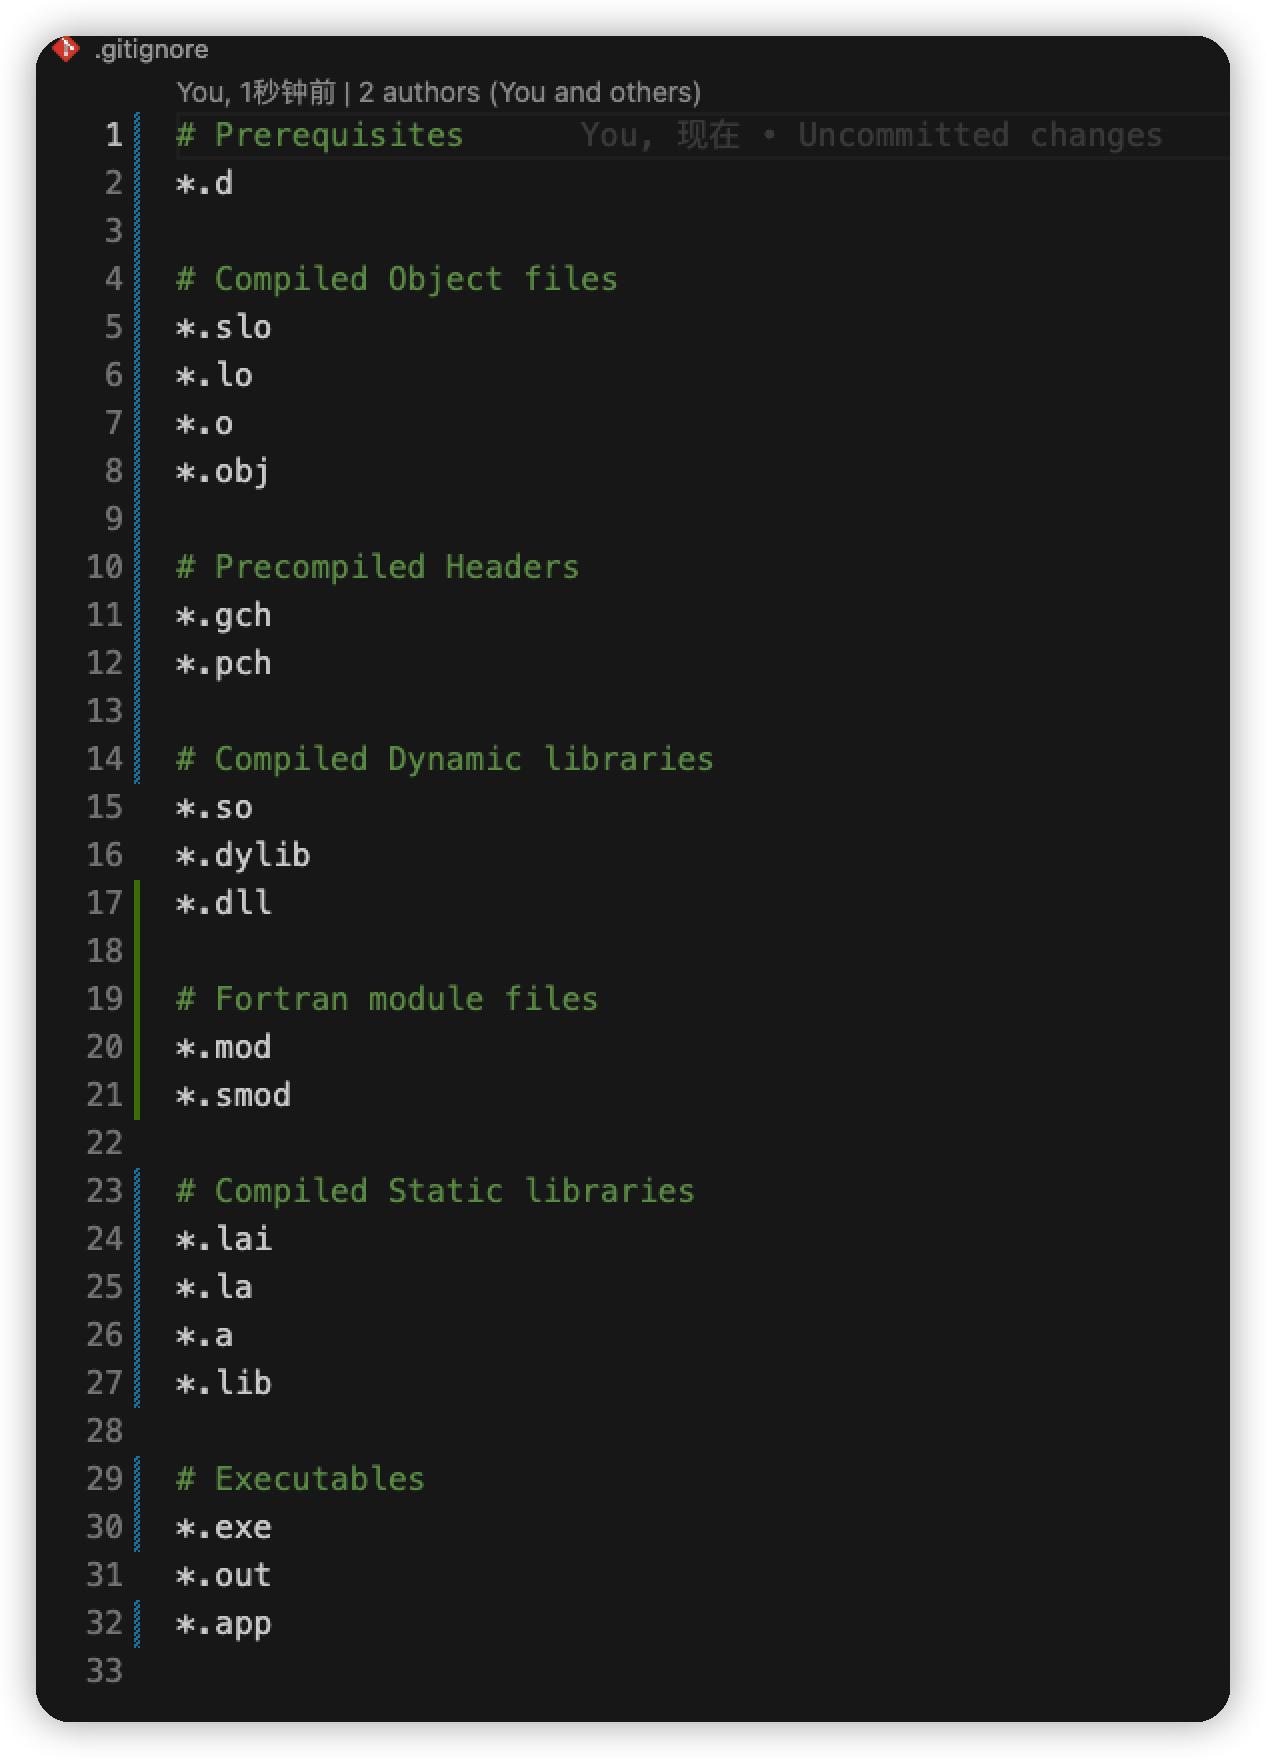 .gitignore
You, 1秒钟前 | 2 authors (You and others)
1 # Prerequisites You, 现在 • Uncommitted changes
2 *.d
3
4 # Compiled Object files
5 *.slo
6 *.lo
7 *.o
8 *.obj
9
10 # Precompiled Headers
11 *.gch
12 *.pch
13
14 # Compiled Dynamic libraries
15 *.so
16 *.dylib
17 *.dll
18
19 # Fortran module files
20 *.mod
21 *.smod
22
23 # Compiled Static libraries
24 *.lai
25 *.la
26 *.a
27 *.lib
28
29 # Executables
30 *.exe
31 *.out
32 *.app
33